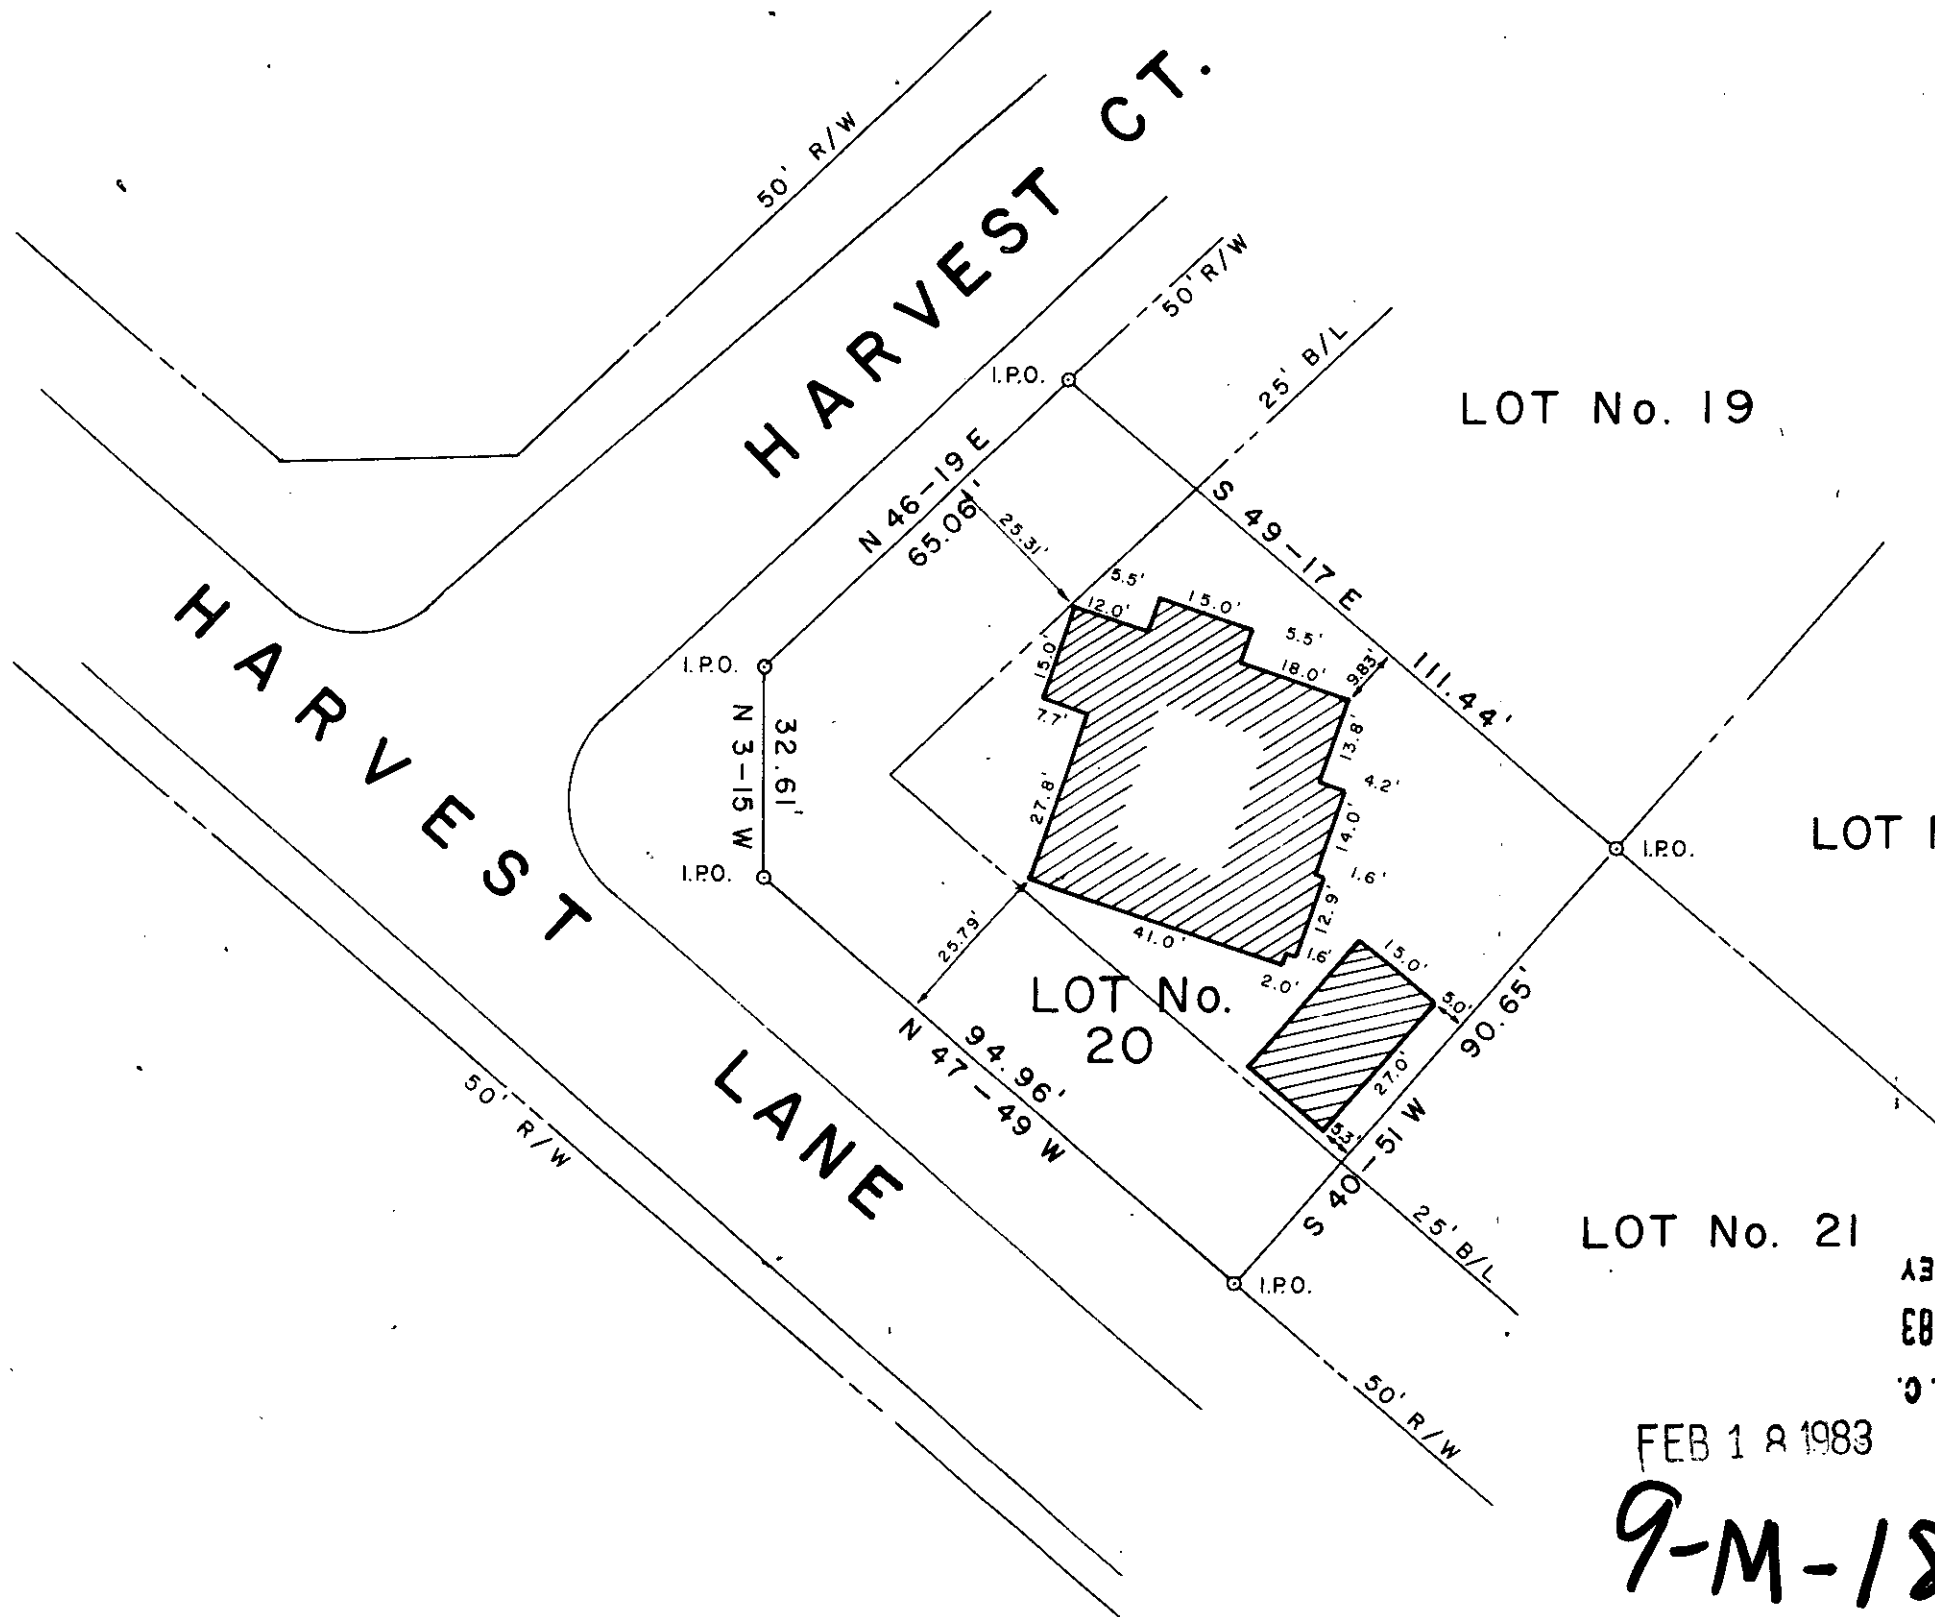 HARVEST CT.
50' R/W
50' R/W
25' B/L
I.P.O.
LOT No. 19
N 46-19 E
65.06'
25.31'
S 49-17 E
111.44'
5.5'
12.0'
15.0'
5.5'
18.0'
9.83'
15.0'
7.7'
27.8'
13.8'
4.2'
14.0'
1.6'
12.9'
1.6'
2.0'
41.0'
I.P.O.
32.61'
N 3-15 W
I.P.O.
HARVEST LANE
I.P.O.
LOT
25.79'
LOT No.
20
15.0'
5.0'
27.0'
5.3'
90.65'
S 40-51 W
94.96'
N 47-49 W
50' R/W
25' B/L
LOT No. 21
I.P.O.
50' R/W
EY
83
. C.
FEB 1 8 1983
9-M-18